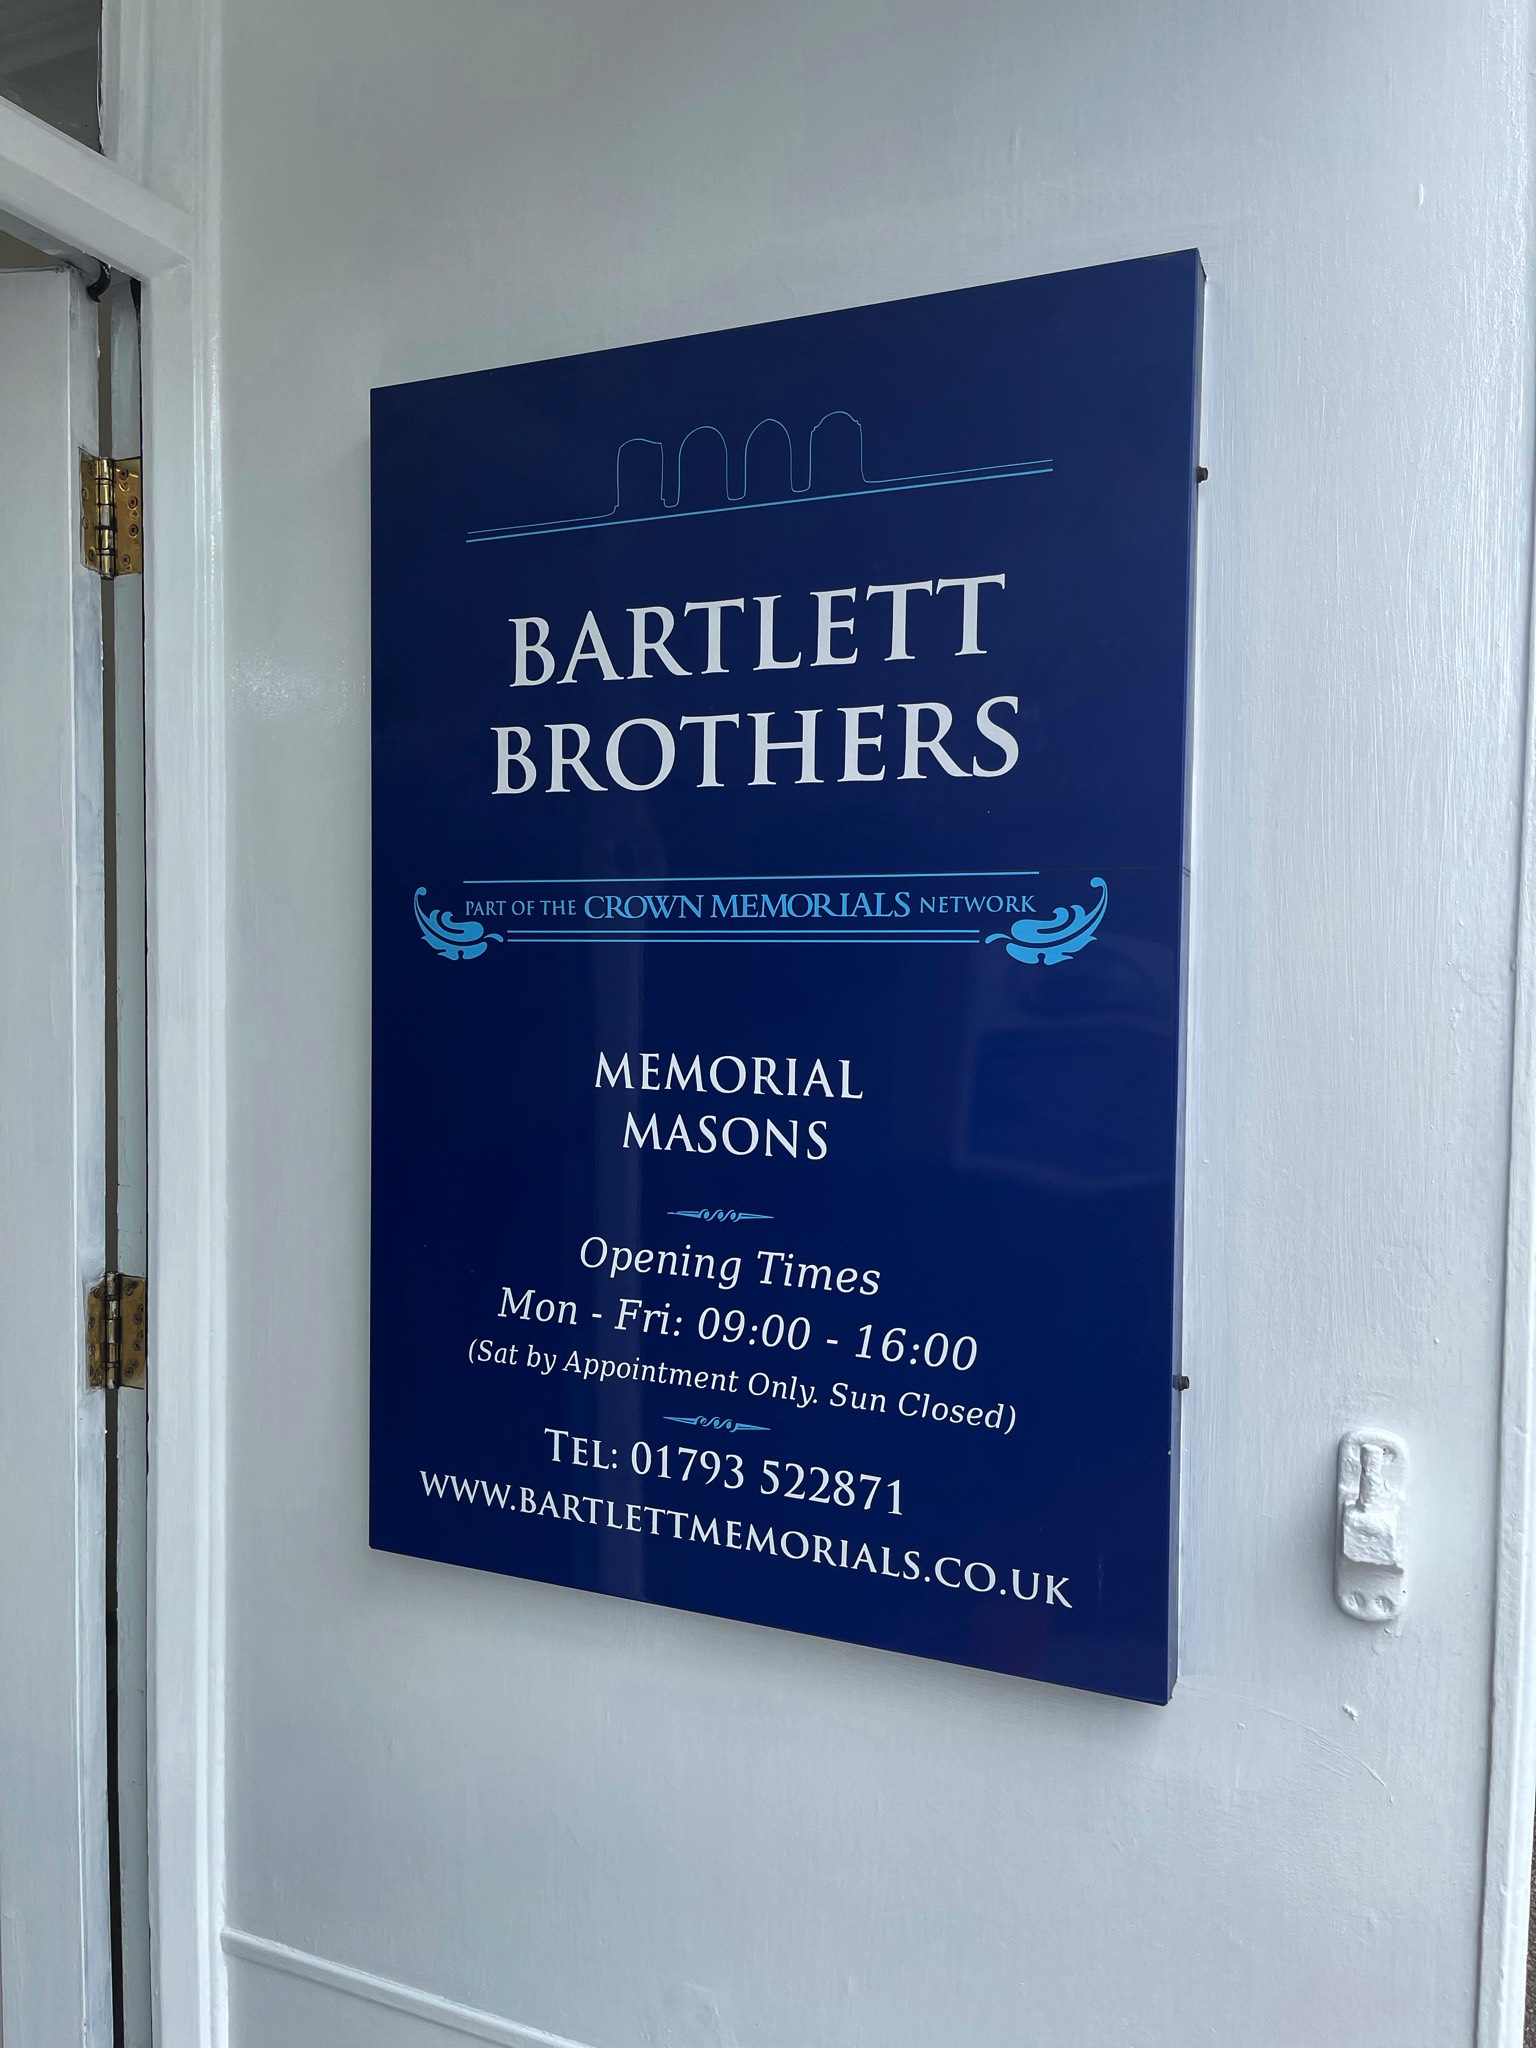 BARTLETT
BROTHERS
PART OF THE CROWN MEMORIALS NETWORK
MEMORIAL
MASONS
Opening Times
Mon - Fri: 09:00 - 16:00
(Sat by Appointment Only. Sun Closed)
TEL: 01793 522871
WWW.BARTLETTMEMORIALS.CO.UK